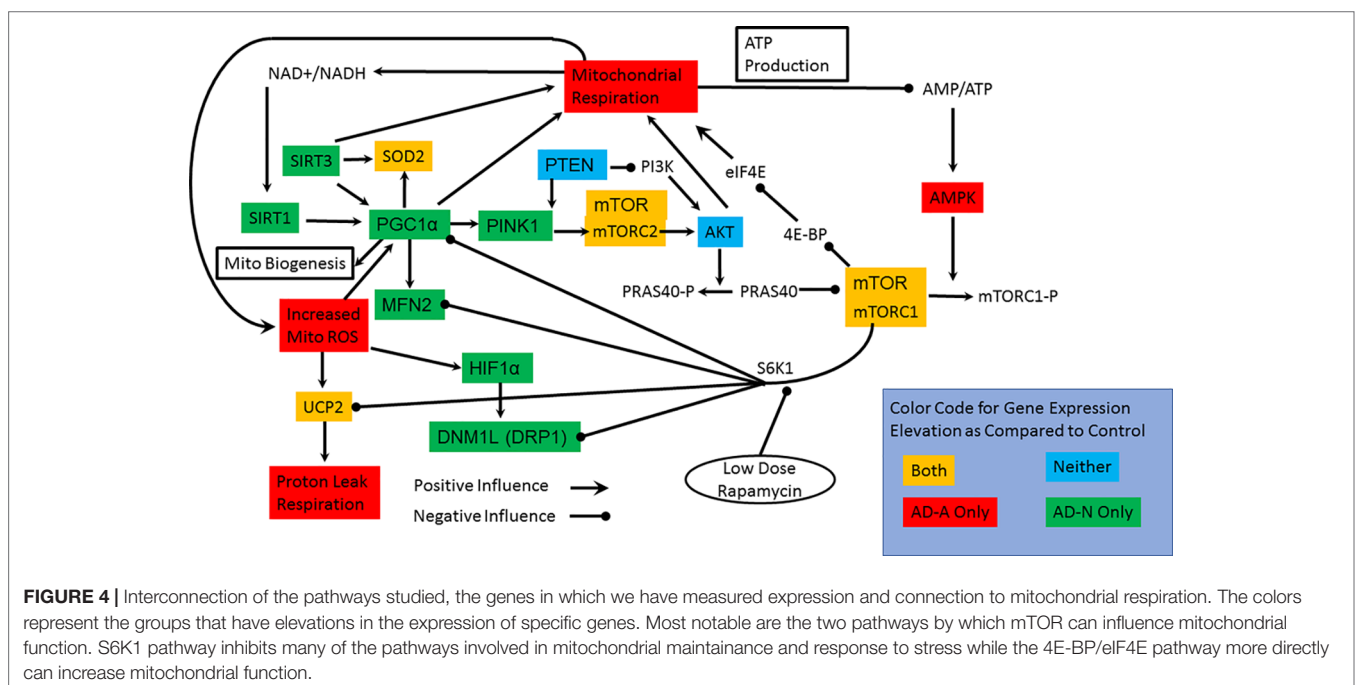 ATP
Production
NAD+/NADH
Mitochondrial
Respiration
AMP/ATP
SIRT3
SOD2
PTEN
PI3K
eIF4E
AMPK
SIRT1
PGC1α
PINK1
mTOR
mTORC2
AKT
4E-BP
Mito Biogenesis
PRAS40-P
PRAS40
mTOR
mTORC1
mTORC1-P
MFN2
Increased
Mito ROS
HIF1α
S6K1
UCP2
DNM1L (DRP1)
Low Dose
Rapamycin
Proton Leak
Respiration
Positive Influence
Negative Influence
Color Code for Gene Expression
Elevation as Compared to Control
Both
Neither
AD-A Only
AD-N Only
FIGURE 4 | Interconnection of the pathways studied, the genes in which we have measured expression and connection to mitochondrial respiration. The colors
represent the groups that have elevations in the expression of specific genes. Most notable are the two pathways by which mTOR can influence mitochondrial
function. S6K1 pathway inhibits many of the pathways involved in mitochondrial maintainance and response to stress while the 4E-BP/eIF4E pathway more directly
can increase mitochondrial function.